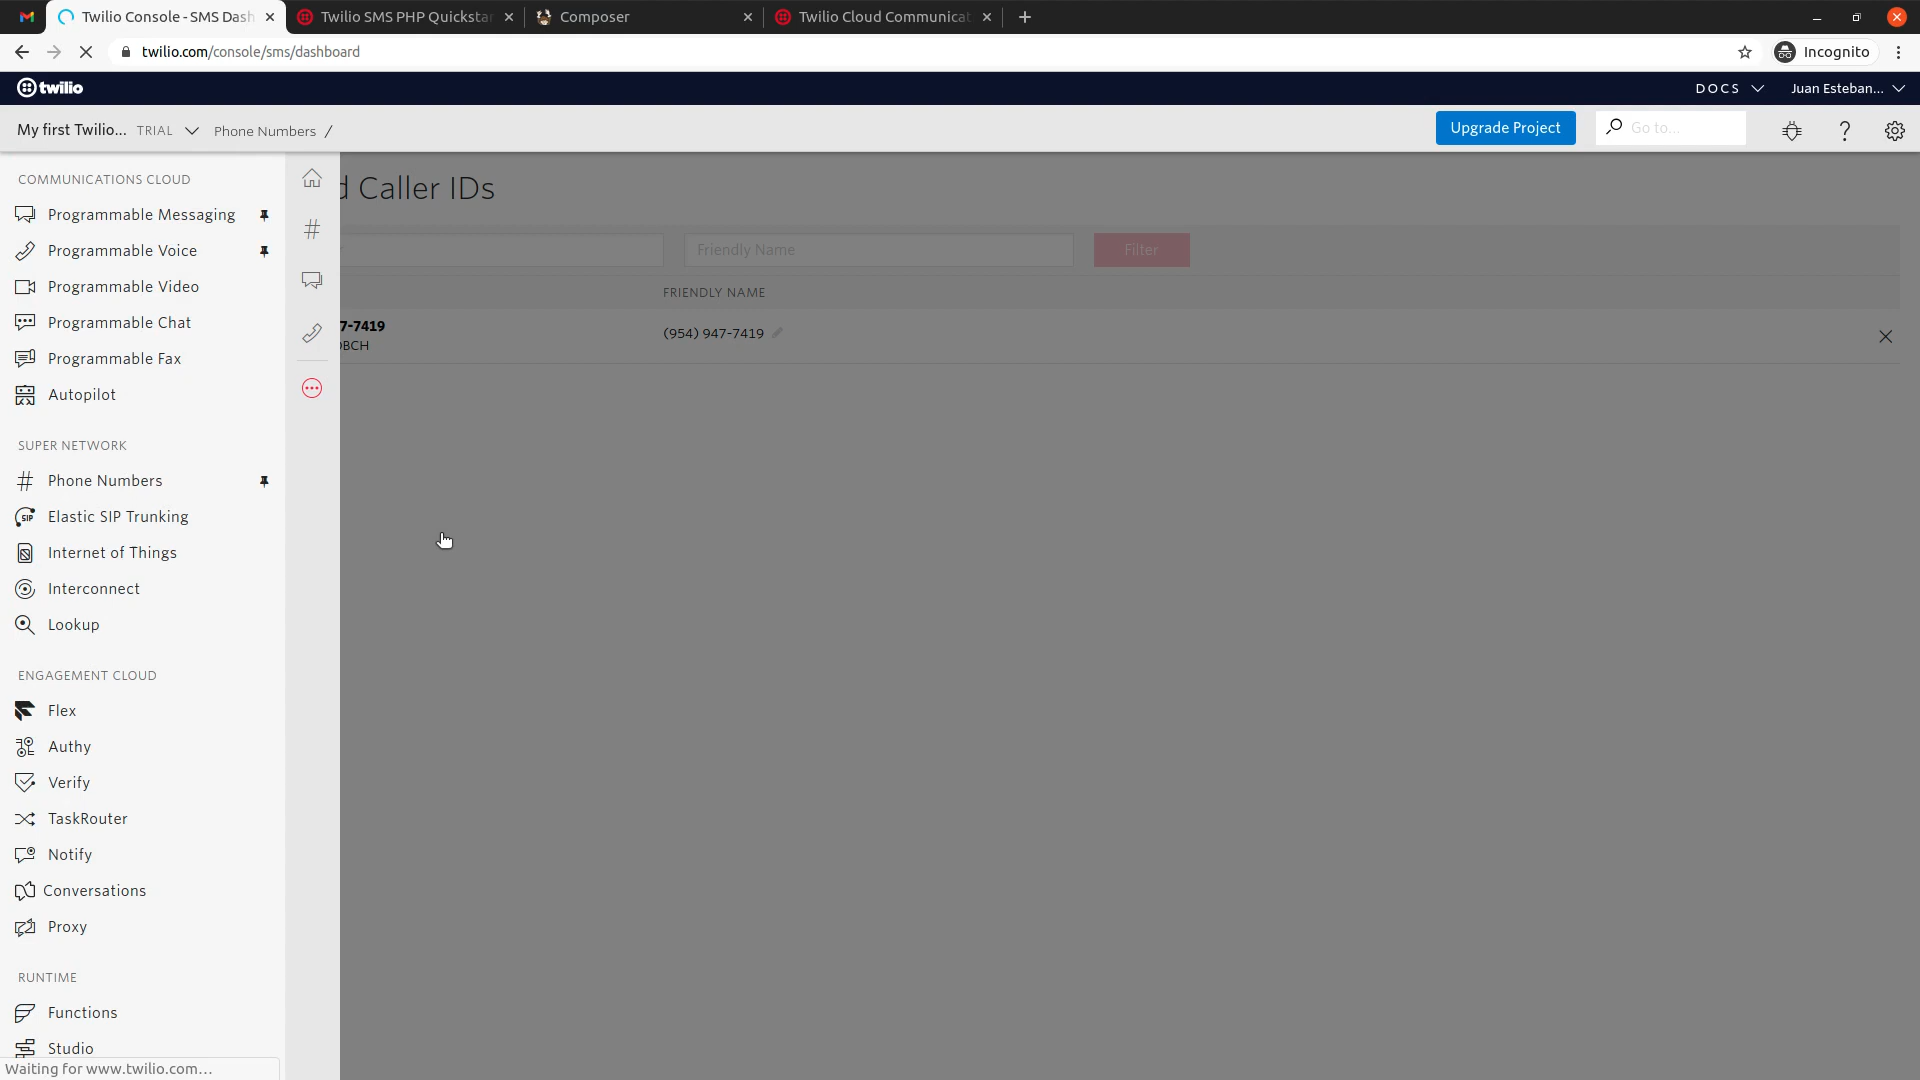 Twilio Console - SMS Dash
Twilio SMS PHP Quickstar
Composer
Twilio Cloud Communicat
twilio.com/console/sms/dashboard
Incognito
twilio
DOCS
Juan Esteban...
My first Twilio...
TRIAL
Phone Numbers /
Upgrade Project
Go to...
COMMUNICATIONS CLOUD
Programmable Messaging
Programmable Voice
Programmable Video
Programmable Chat
Programmable Fax
Autopilot
SUPER NETWORK
Phone Numbers
Elastic SIP Trunking
Internet of Things
Interconnect
Lookup
ENGAGEMENT CLOUD
Flex
Authy
Verify
TaskRouter
Notify
Conversations
Proxy
RUNTIME
Functions
Studio
Waiting for www.twilio.com...
d Caller IDs
Friendly Name
Filter
FRIENDLY NAME
7-7419
(954) 947-7419
BCH